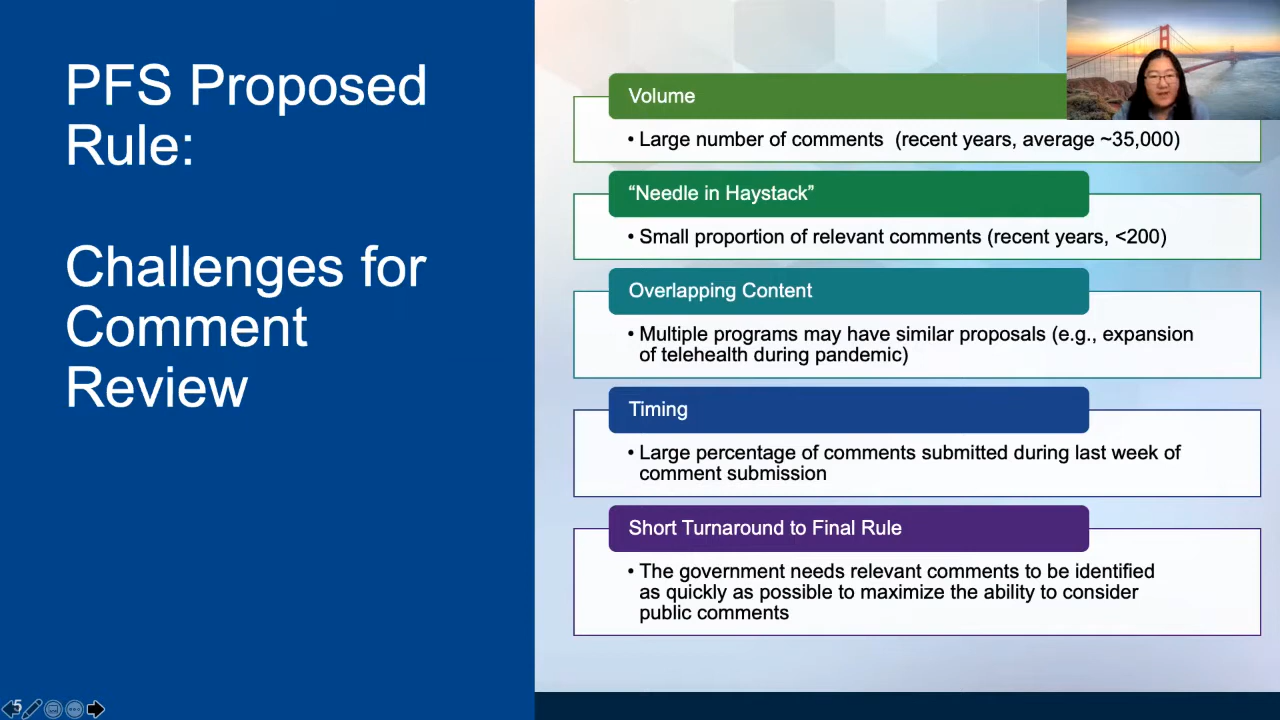 PFS Proposed
Rule:
Challenges for
Comment
Review
Volume
• Large number of comments (recent years, average ~35,000)
“Needle in Haystack”
• Small proportion of relevant comments (recent years, <200)
Overlapping Content
• Multiple programs may have similar proposals (e.g., expansion
of telehealth during pandemic)
Timing
• Large percentage of comments submitted during last week of
comment submission
Short Turnaround to Final Rule
• The government needs relevant comments to be identified
as quickly as possible to maximize the ability to consider
public comments
5